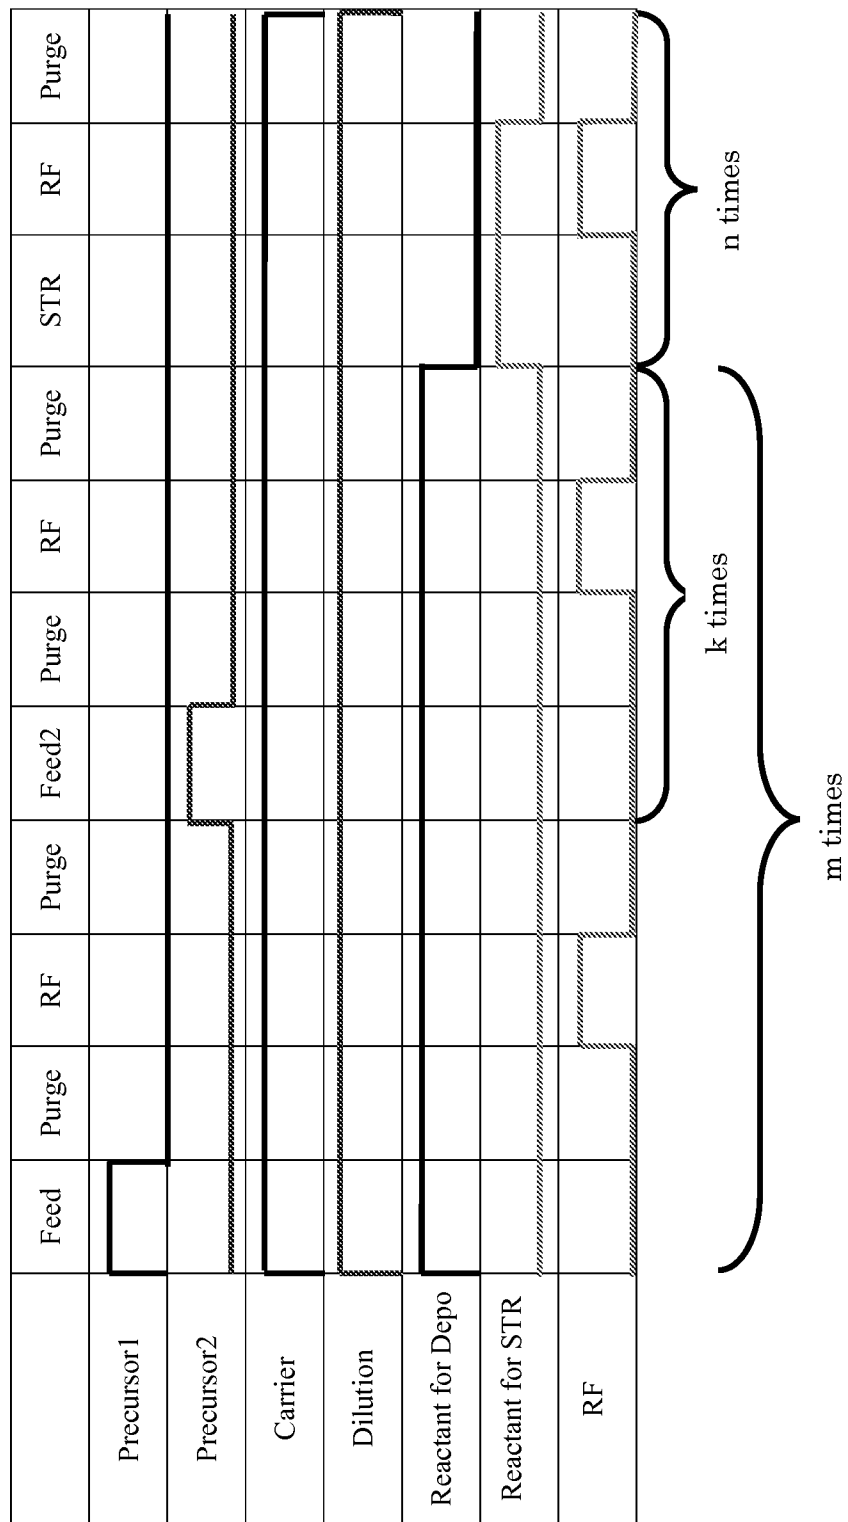 Feed Purge RF Purge Feed2 Purge RF Purge STR RF Purge
Precursor1
Precursor2
Carrier
Dilution
Reactant for Depo
Reactant for STR
RF
k times
n times
m times